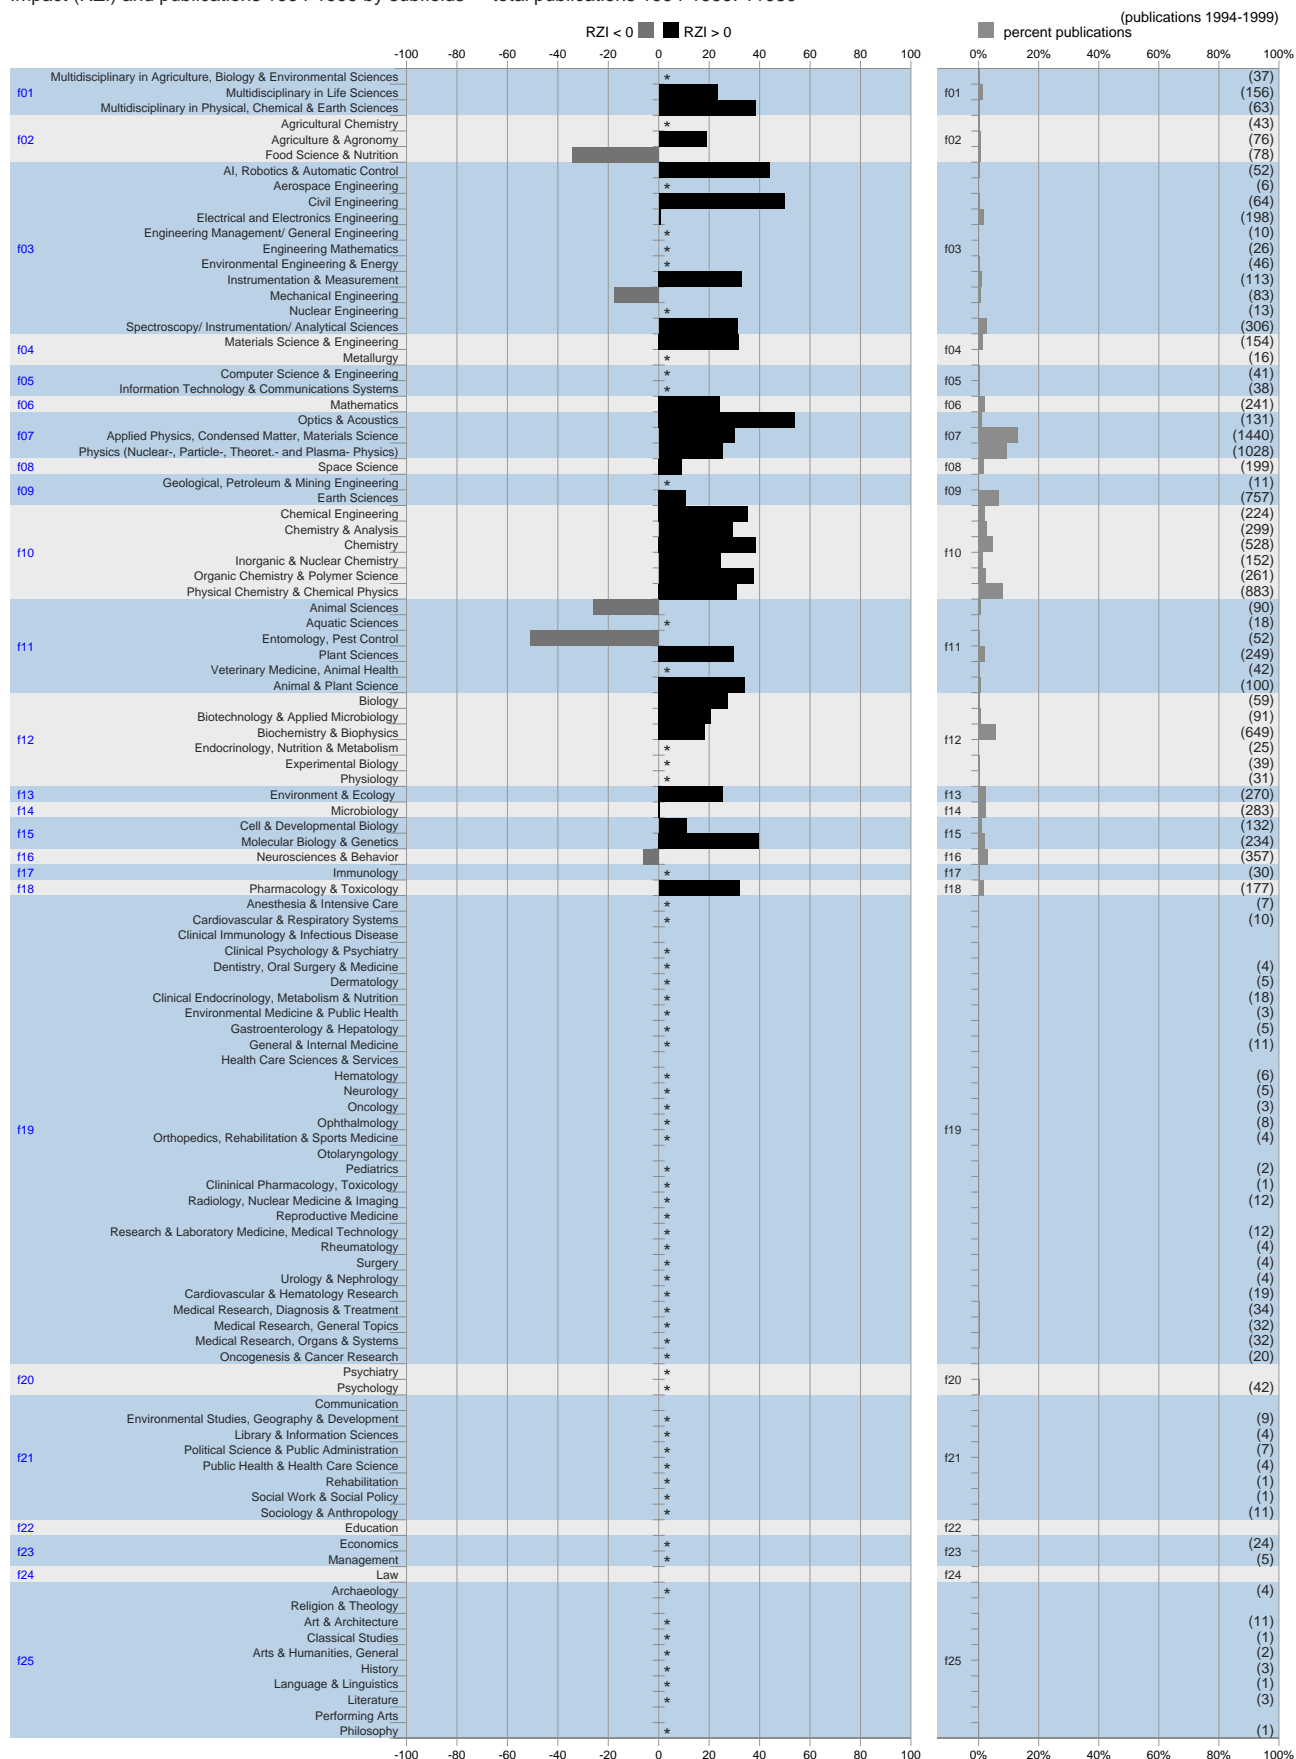 (publications 1994-1999)
RZI < 0 RZI > 0 percent publications
-100 -80 -60 -40 -20 0 20 40 60 80 100 0% 20% 40% 60% 80% 100%
Multidisciplinary in Agriculture, Biology & Environmental Sciences * (37)
f01 Multidisciplinary in Life Sciences f01 (156)
Multidisciplinary in Physical, Chemical & Earth Sciences (63)
Agricultural Chemistry * (43)
f02 Agriculture & Agronomy f02 (76)
Food Science & Nutrition (78)
AI, Robotics & Automatic Control (52)
Aerospace Engineering * (6)
Civil Engineering (64)
Electrical and Electronics Engineering (198)
Engineering Management/ General Engineering * (10)
f03 Engineering Mathematics * f03 (26)
Environmental Engineering & Energy * (46)
Instrumentation & Measurement (113)
Mechanical Engineering (83)
Nuclear Engineering * (13)
Spectroscopy/ Instrumentation/ Analytical Sciences (306)
Materials Science & Engineering (154)
f04 f04
Metallurgy * (16)
Computer Science & Engineering * (41)
f05 f05
Information Technology & Communications Systems * (38)
f06 Mathematics f06 (241)
Optics & Acoustics (131)
f07 Applied Physics, Condensed Matter, Materials Science f07 (1440)
Physics (Nuclear-, Particle-, Theoret.- and Plasma- Physics) (1028)
f08 Space Science f08 (199)
Geological, Petroleum & Mining Engineering * (11)
f09 f09
Earth Sciences (757)
Chemical Engineering (224)
Chemistry & Analysis (299)
Chemistry (528)
f10 f10
Inorganic & Nuclear Chemistry (152)
Organic Chemistry & Polymer Science (261)
Physical Chemistry & Chemical Physics (883)
Animal Sciences (90)
Aquatic Sciences * (18)
Entomology, Pest Control (52)
f11 f11
Plant Sciences (249)
Veterinary Medicine, Animal Health * (42)
Animal & Plant Science (100)
Biology (59)
Biotechnology & Applied Microbiology (91)
Biochemistry & Biophysics (649)
f12 f12
Endocrinology, Nutrition & Metabolism * (25)
Experimental Biology * (39)
Physiology * (31)
f13 Environment & Ecology f13 (270)
f14 Microbiology f14 (283)
Cell & Developmental Biology (132)
f15 f15
Molecular Biology & Genetics (234)
f16 Neurosciences & Behavior f16 (357)
f17 Immunology * f17 (30)
f18 Pharmacology & Toxicology f18 (177)
Anesthesia & Intensive Care * (7)
Cardiovascular & Respiratory Systems * (10)
Clinical Immunology & Infectious Disease
Clinical Psychology & Psychiatry *
Dentistry, Oral Surgery & Medicine * (4)
Dermatology * (5)
Clinical Endocrinology, Metabolism & Nutrition * (18)
Environmental Medicine & Public Health * (3)
Gastroenterology & Hepatology * (5)
General & Internal Medicine * (11)
Health Care Sciences & Services
Hematology * (6)
Neurology * (5)
Oncology * (3)
Ophthalmology * (8)
f19 f19
Orthopedics, Rehabilitation & Sports Medicine * (4)
Otolaryngology
Pediatrics * (2)
Clininical Pharmacology, Toxicology * (1)
Radiology, Nuclear Medicine & Imaging * (12)
Reproductive Medicine *
Research & Laboratory Medicine, Medical Technology * (12)
Rheumatology * (4)
Surgery * (4)
Urology & Nephrology * (4)
Cardiovascular & Hematology Research * (19)
Medical Research, Diagnosis & Treatment * (34)
Medical Research, General Topics * (32)
Medical Research, Organs & Systems * (32)
Oncogenesis & Cancer Research * (20)
Psychiatry *
f20 f20
Psychology * (42)
Communication
Environmental Studies, Geography & Development * (9)
Library & Information Sciences * (4)
Political Science & Public Administration * (7)
f21 f21
Public Health & Health Care Science * (4)
Rehabilitation * (1)
Social Work & Social Policy * (1)
Sociology & Anthropology * (11)
f22 Education f22
Economics * (24)
f23 f23
Management * (5)
f24 Law f24
Archaeology * (4)
Religion & Theology
Art & Architecture * (11)
Classical Studies * (1)
Arts & Humanities, General * (2)
f25 f25
History * (3)
Language & Linguistics * (1)
Literature * (3)
Performing Arts
Philosophy * (1)
-100 -80 -60 -40 -20 0 20 40 60 80 100 0% 20% 40% 60% 80% 100%